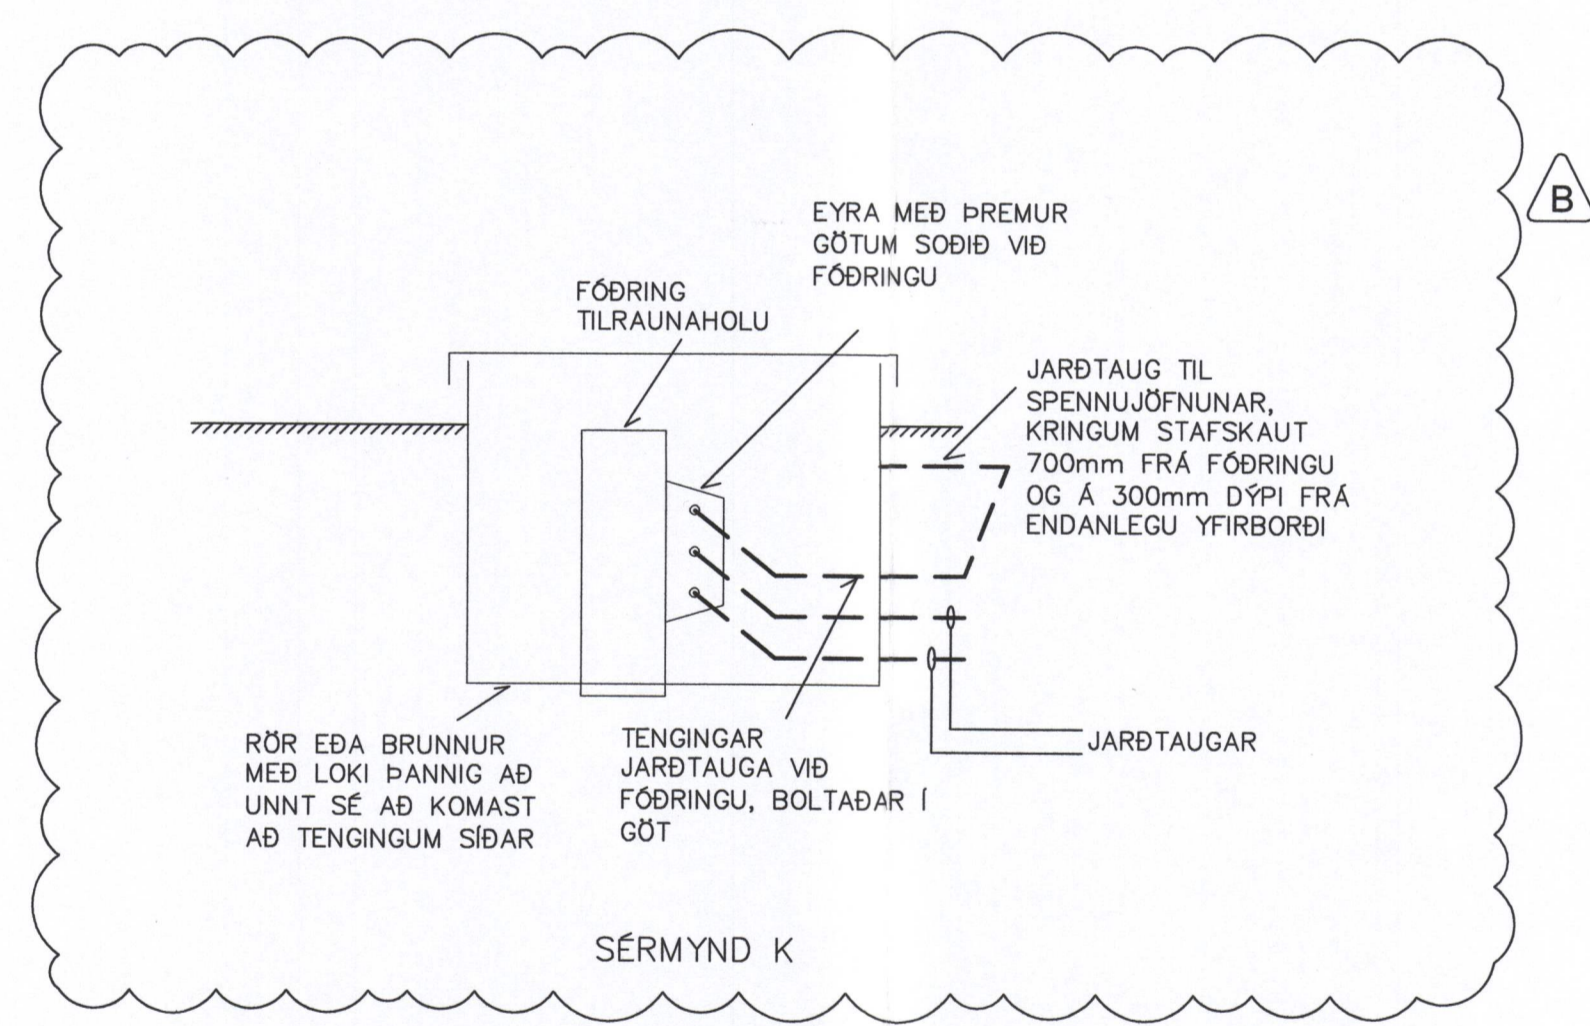 B
EYRA MEÐ ÞREMUR
GÖTUM SOÐIÐ VIÐ
FÓÐRINGU
FÓÐRING
TILRAUNAHOLU
JARÐTAUG TIL
SPENNUJÖFNUNAR,
KRINGUM STAFSKAUT
700mm FRÁ FÓÐRINGU
OG Á 300mm DÝPI FRÁ
ENDANLEGU YFIRBORÐI
RÖR EÐA BRUNNUR
MEÐ LOKI ÞANNIG AÐ
UNNT SÉ AÐ KOMAST
AÐ TENGINGUM SÍÐAR
TENGINGAR
JARÐTAUGA VIÐ
FÓÐRINGU, BOLTAÐAR Í
GÖT
JARÐTAUGAR
SÉRMYND K